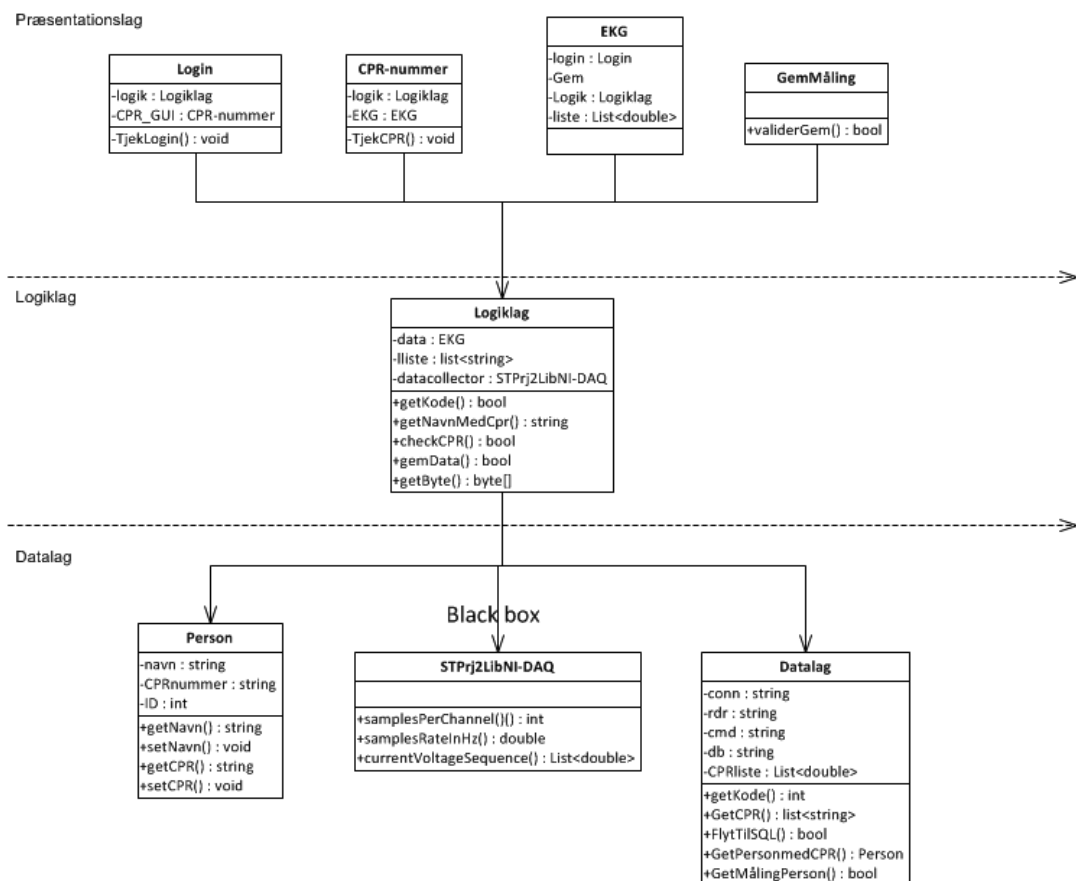 Præsentationslag
Login
-logik : Logiklag
-CPR_GUI : CPR-nummer
-TjekLogin() : void
CPR-nummer
-logik : Logiklag
-EKG : EKG
-TjekCPR() : void
EKG
-login : Login
-Gem
-Logik : Logiklag
-liste : List<double>
GemMåling
+validerGem() : bool
Logiklag
Logiklag
-data : EKG
-lliste : list<string>
-datacollector : STPrj2LibNI-DAQ
+getKode() : bool
+getNavnMedCpr() : string
+checkCPR() : bool
+gemData() : bool
+getByte() : byte[]
Datalag
Person
-navn : string
-CPRnummer : string
-ID : int
+getNavn() : string
+setNavn() : void
+getCPR() : string
+setCPR() : void
Black box
STPrj2LibNI-DAQ
+samplesPerChannel()() : int
+samplesRateInHz() : double
+currentVoltageSequence() : List<double>
Datalag
-conn : string
-rdr : string
-cmd : string
-db : string
-CPRliste : List<double>
+getKode() : int
+GetCPR() : list<string>
+FlytTilSQL() : bool
+GetPersonmedCPR() : Person
+GetMålingPerson() : bool